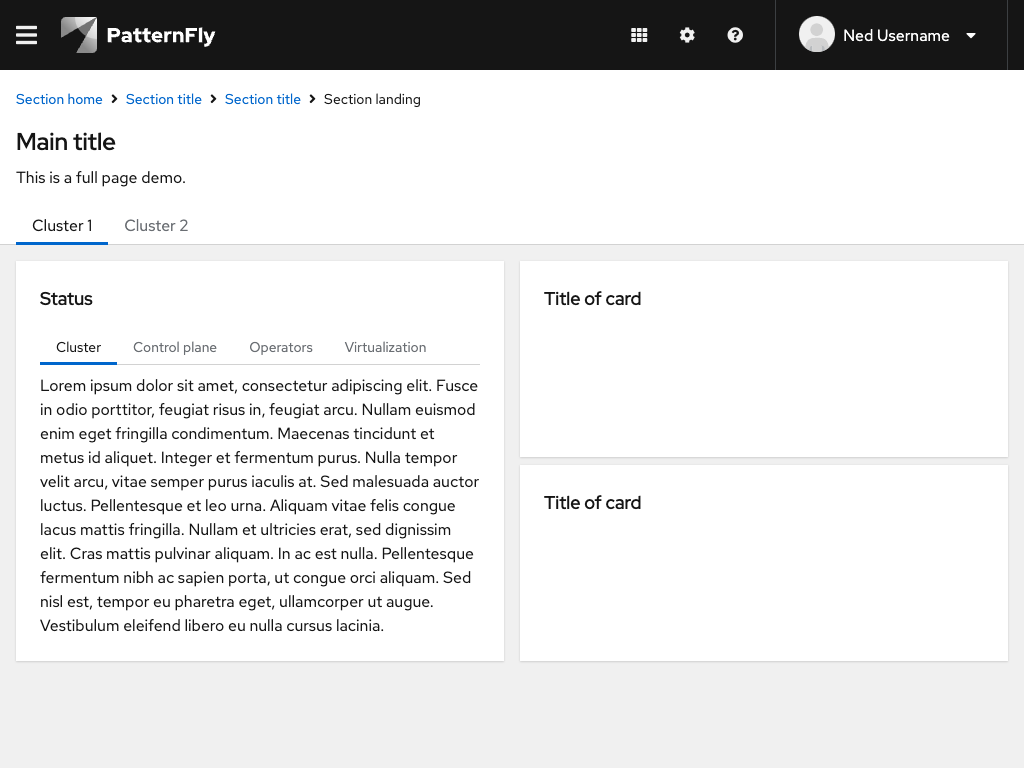 PatternFly
Ned Username
Section home Section title Section title Section landing
Main title
This is a full page demo.
Cluster 1 Cluster 2
Status
Cluster Control plane Operators Virtualization
Lorem ipsum dolor sit amet, consectetur adipiscing elit. Fusce
in odio porttitor, feugiat risus in, feugiat arcu. Nullam euismod
enim eget fringilla condimentum. Maecenas tincidunt et
metus id aliquet. Integer et fermentum purus. Nulla tempor
velit arcu, vitae semper purus iaculis at. Sed malesuada auctor
luctus. Pellentesque et leo urna. Aliquam vitae felis congue
lacus mattis fringilla. Nullam et ultricies erat, sed dignissim
elit. Cras mattis pulvinar aliquam. In ac est nulla. Pellentesque
fermentum nibh ac sapien porta, ut congue orci aliquam. Sed
nisl est, tempor eu pharetra eget, ullamcorper ut augue.
Vestibulum eleifend libero eu nulla cursus lacinia.
Title of card
Title of card